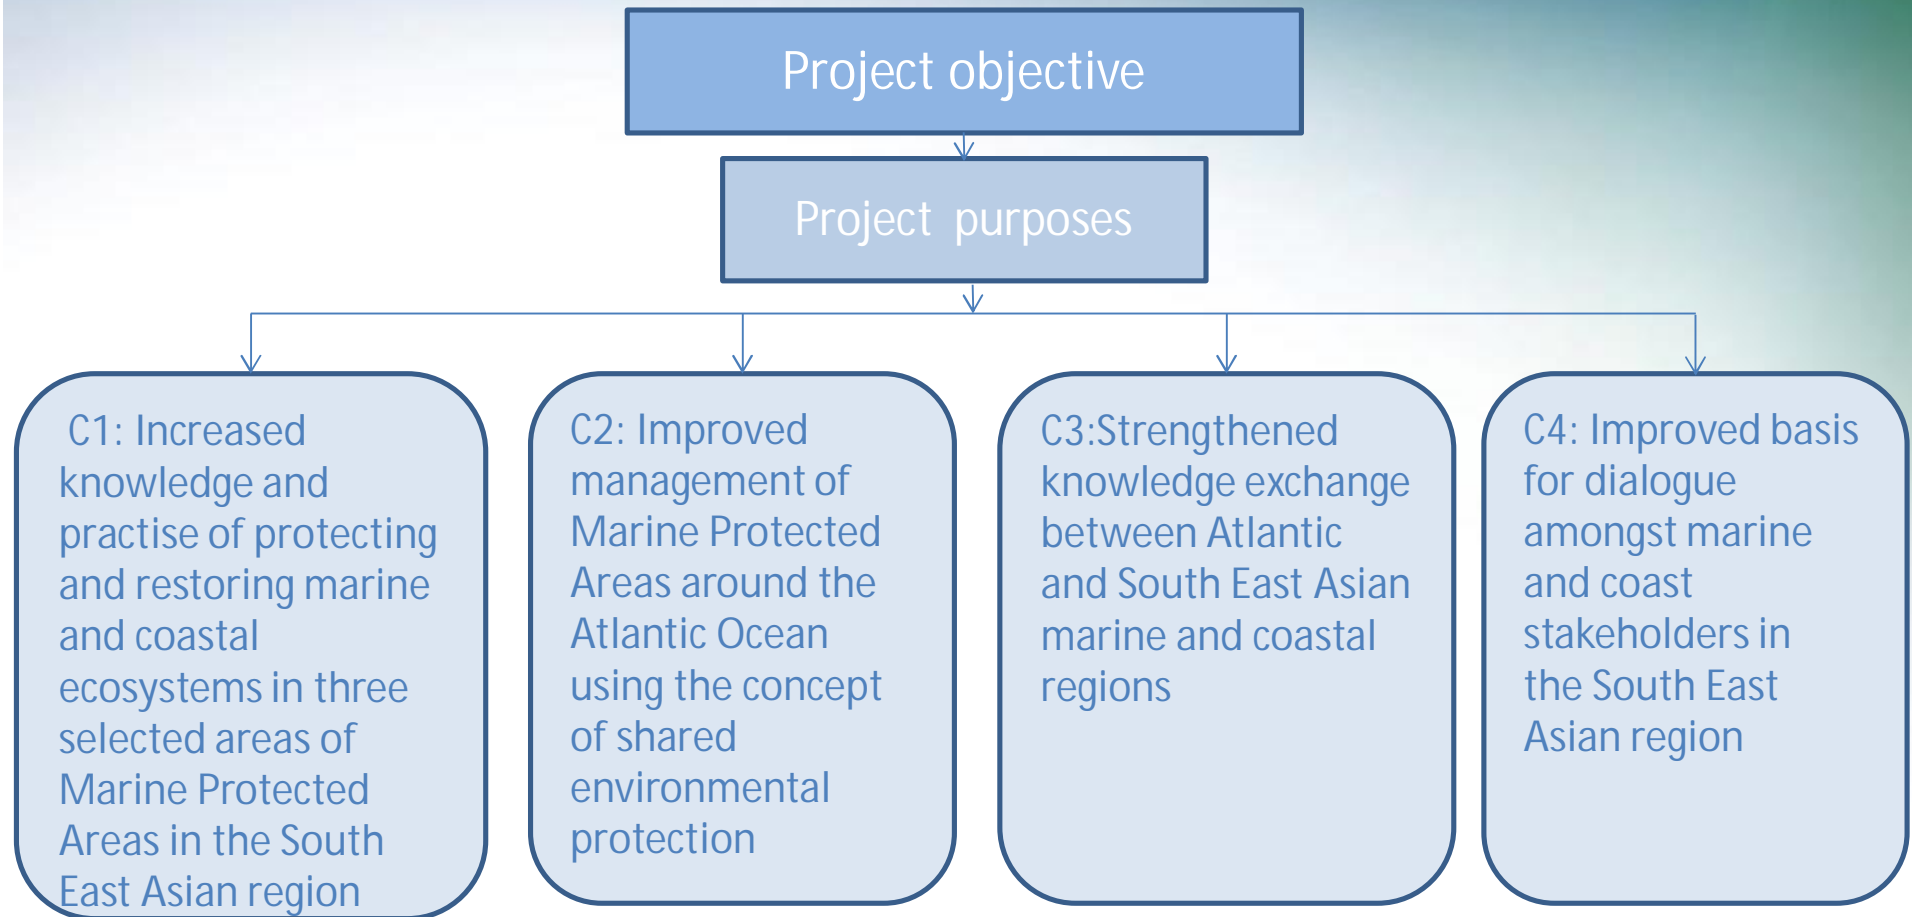 Project objective
Project purposes
C1: Increased
knowledge and
practise of protecting
and restoring marine
and coastal
ecosystems in three
selected areas of
Marine Protected
Areas in the South
East Asian region
C2: Improved
management of
Marine Protected
Areas around the
Atlantic Ocean
using the concept
of shared
environmental
protection
C3:Strengthened
knowledge exchange
between Atlantic
and South East Asian
marine and coastal
regions
C4: Improved basis
for dialogue
amongst marine
and coast
stakeholders in
the South East
Asian region